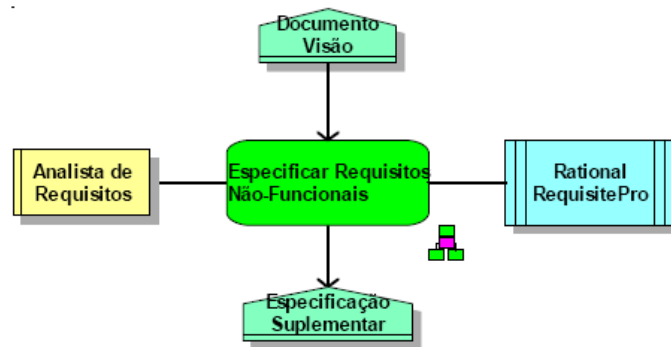 Documento
Visão
Analista de
Requisitos
Especificar Requisitos
Não-Funcionais
Rational
RequisitePro
Especificação
Suplementar